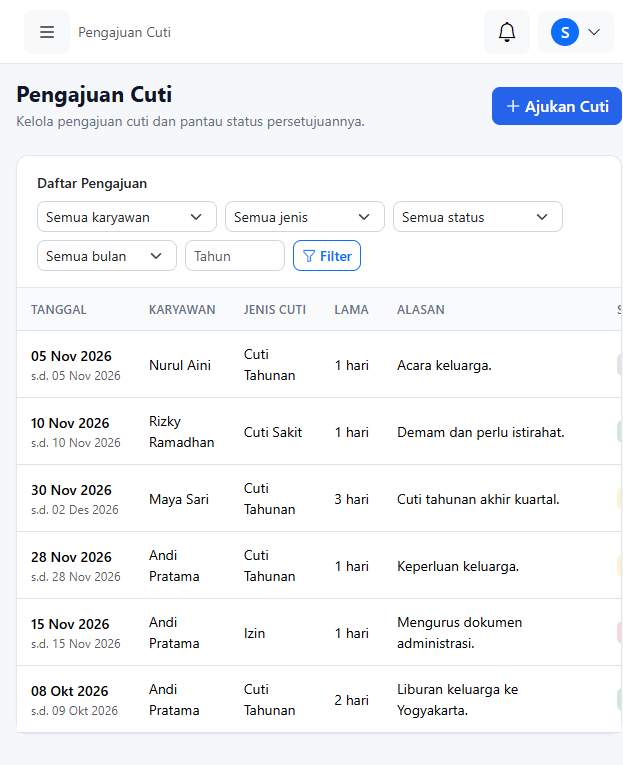 Pengajuan Cuti
S
Pengajuan Cuti
Kelola pengajuan cuti dan pantau status persetujuannya.
+ Ajukan Cuti
Daftar Pengajuan
Semua karyawan
Semua jenis
Semua status
Semua bulan
Tahun
Filter
TANGGAL KARYAWAN JENIS CUTI LAMA ALASAN
05 Nov 2026
s.d. 05 Nov 2026
Nurul Aini
Cuti
Tahunan
1 hari
Acara keluarga.
10 Nov 2026
s.d. 10 Nov 2026
Rizky
Ramadhan
Cuti Sakit
1 hari
Demam dan perlu istirahat.
30 Nov 2026
s.d. 02 Des 2026
Maya Sari
Cuti
Tahunan
3 hari
Cuti tahunan akhir kuartal.
28 Nov 2026
s.d. 28 Nov 2026
Andi
Pratama
Cuti
Tahunan
1 hari
Keperluan keluarga.
15 Nov 2026
s.d. 15 Nov 2026
Andi
Pratama
Izin
1 hari
Mengurus dokumen
administrasi.
08 Okt 2026
s.d. 09 Okt 2026
Andi
Pratama
Cuti
Tahunan
2 hari
Liburan keluarga ke
Yogyakarta.